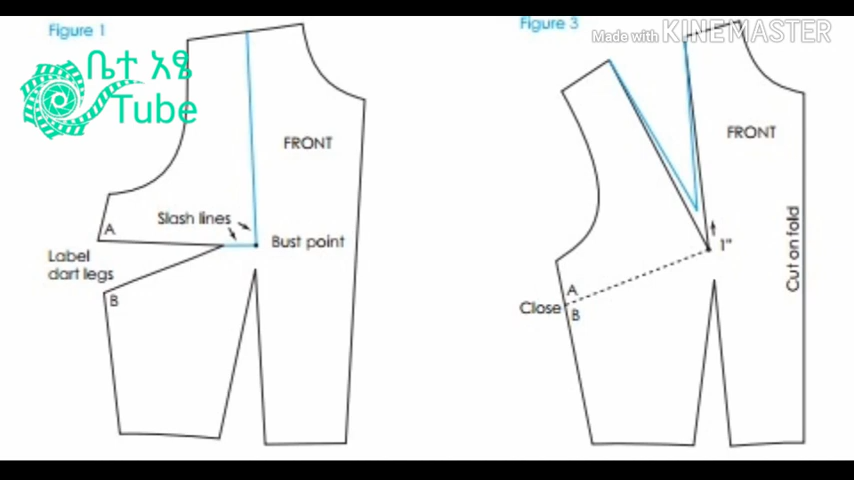 Figure 1
ቤተ እዩ
Tube
FRONT
Slash lines
A
Bust point
Label
dart legs
B
Figure 3
Made with KINEMASTER
FRONT
1"
Cut on fold
A
Close
B